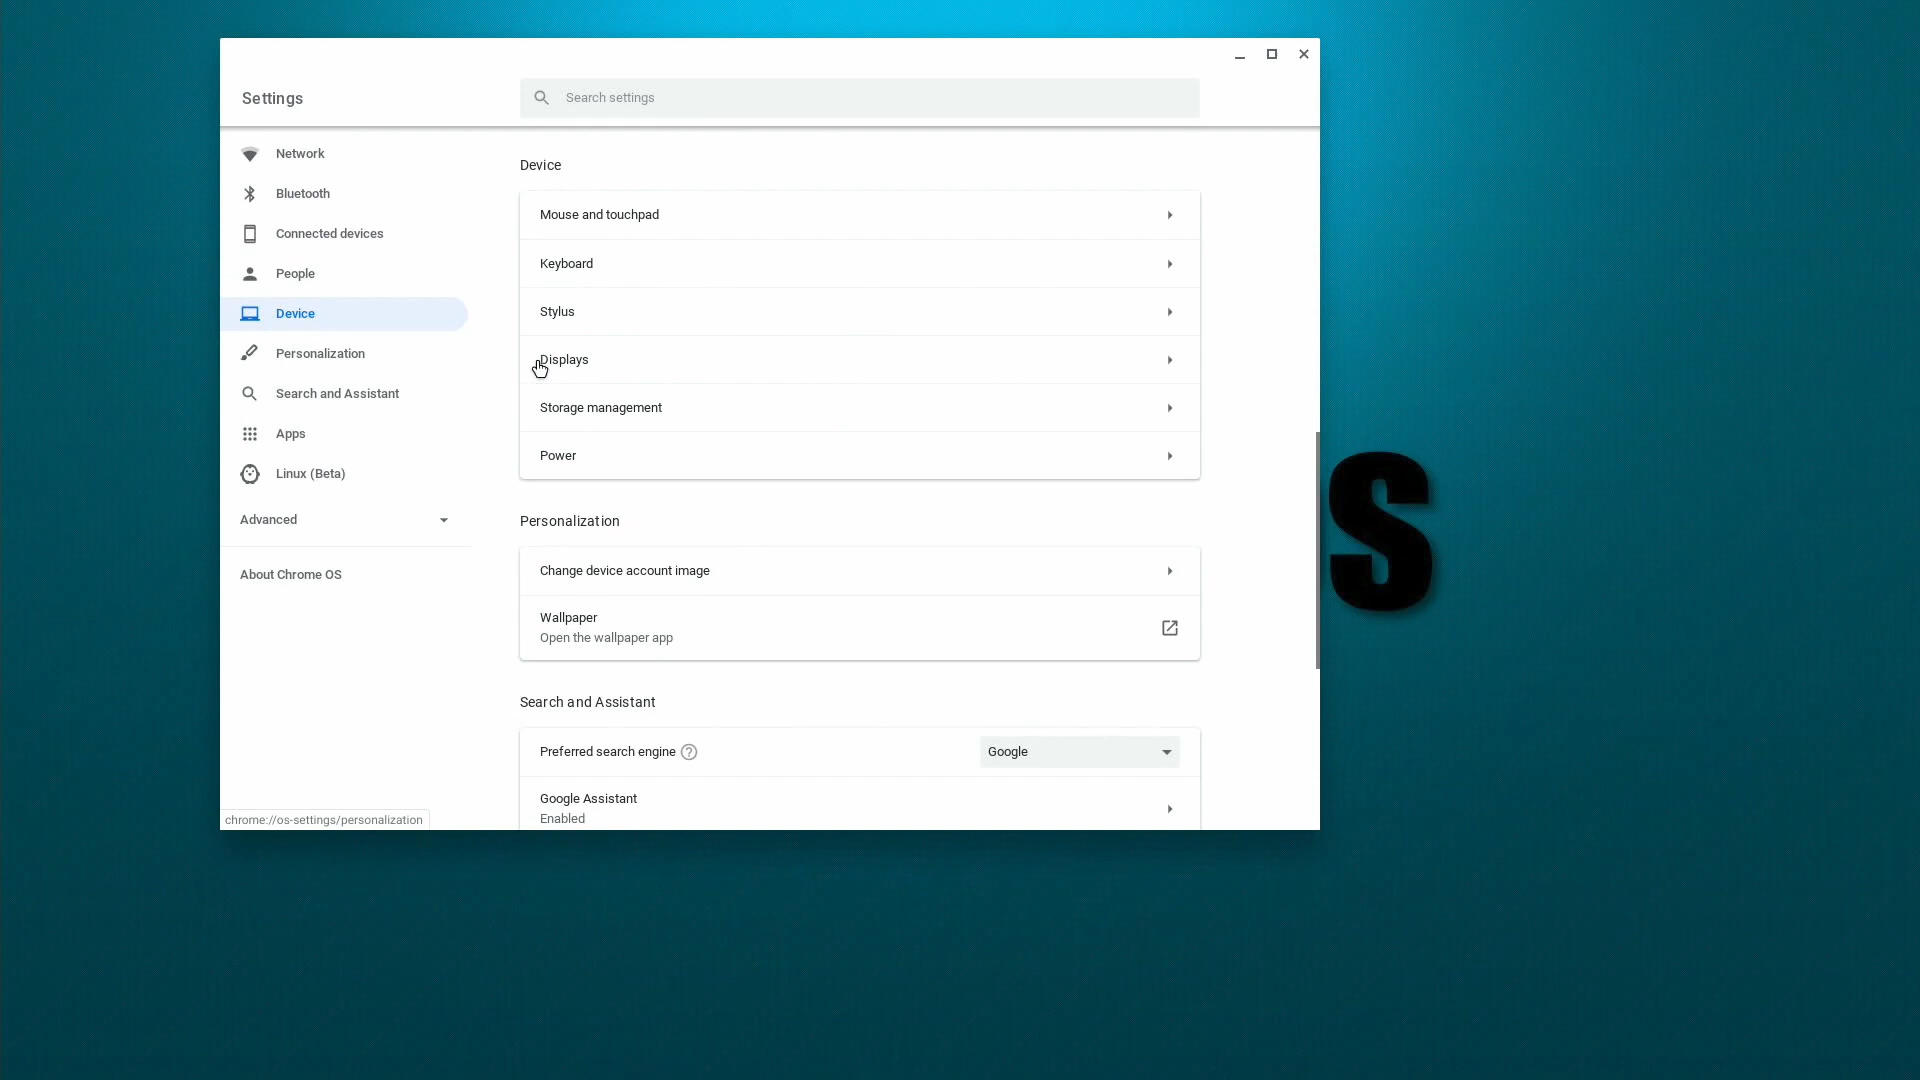 Settings
Search settings
Network
Bluetooth
Connected devices
People
Device
Personalization
Search and Assistant
Apps
Linux (Beta)
Advanced
About Chrome OS
Device
Mouse and touchpad
Keyboard
Stylus
Displays
Storage management
Power
Personalization
Change device account image
Wallpaper
Open the wallpaper app
Search and Assistant
Preferred search engine
Google
Google Assistant
Enabled
chrome://os-settings/personalization
S